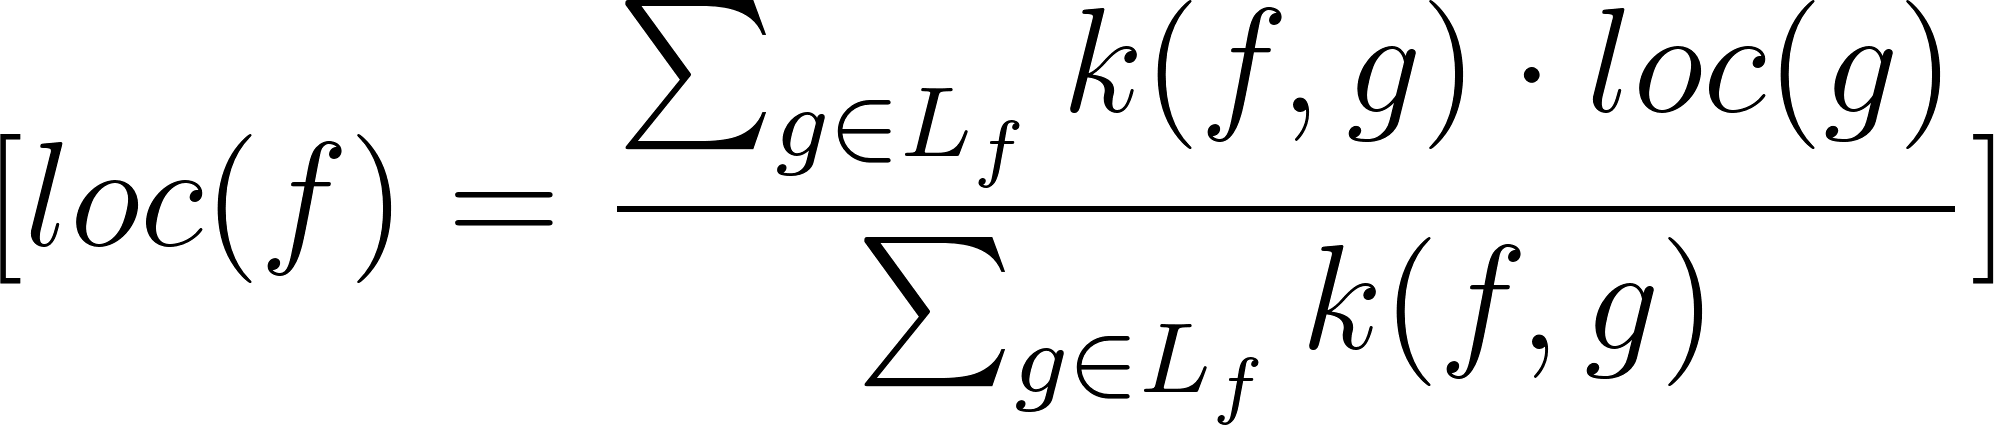 [loc(f) = \frac{\sum_{g \in L_f} k(f, g) \cdot loc(g)}{\sum_{g \in L_f} k(f, g)}]